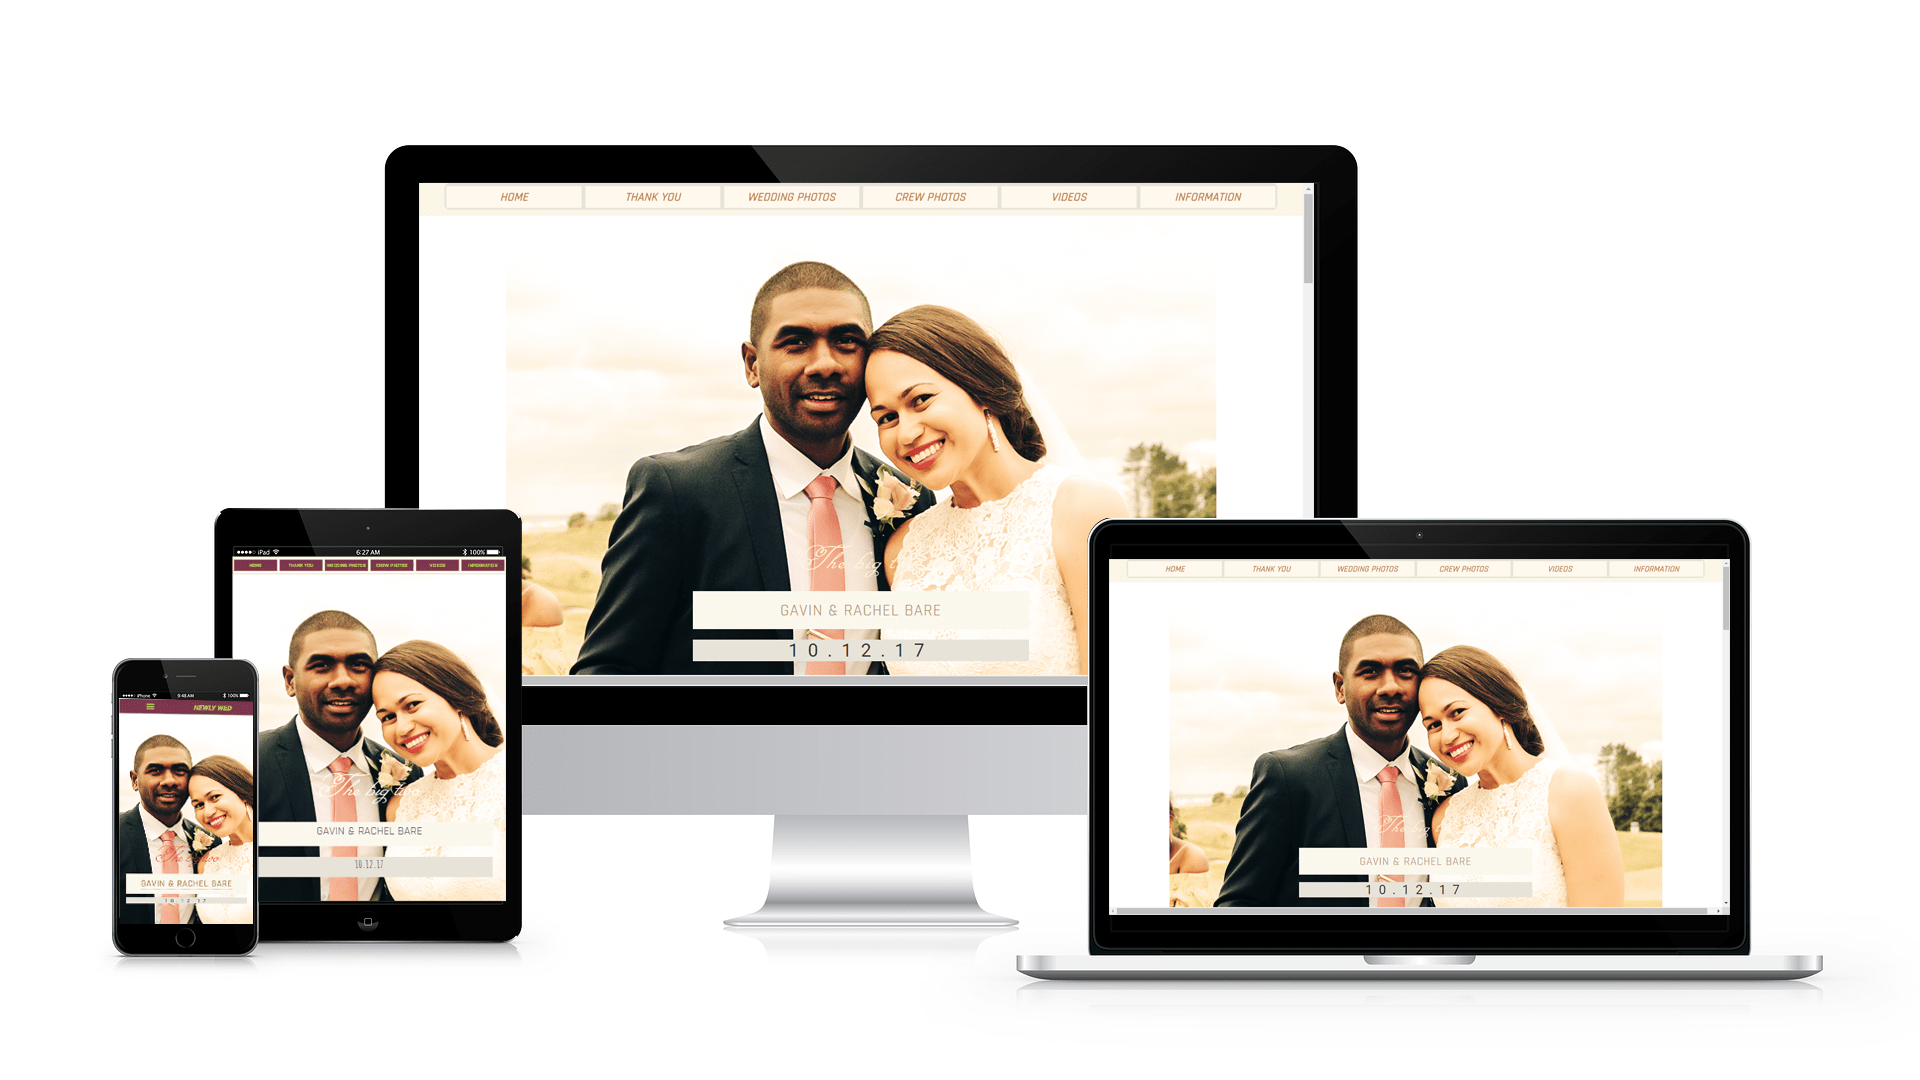 HOME THANK YOU WEDDING PHOTOS CREW PHOTOS VIDEOS INFORMATION
The big
GAVIN & RACHEL BARE
10.12.17
iPad 6:27 AM 100%
HOME THANK YOU WEDDING PHOTOS CREW PHOTOS VIDEOS INFORMATION
The big two
GAVIN & RACHEL BARE
10.12.17
iPhone 9:48 AM 100%
NEWLY WED
The big two
GAVIN & RACHEL BARE
10.12.17
HOME THANK YOU WEDDING PHOTOS CREW PHOTOS VIDEOS INFORMATION
The big
GAVIN & RACHEL BARE
10.12.17